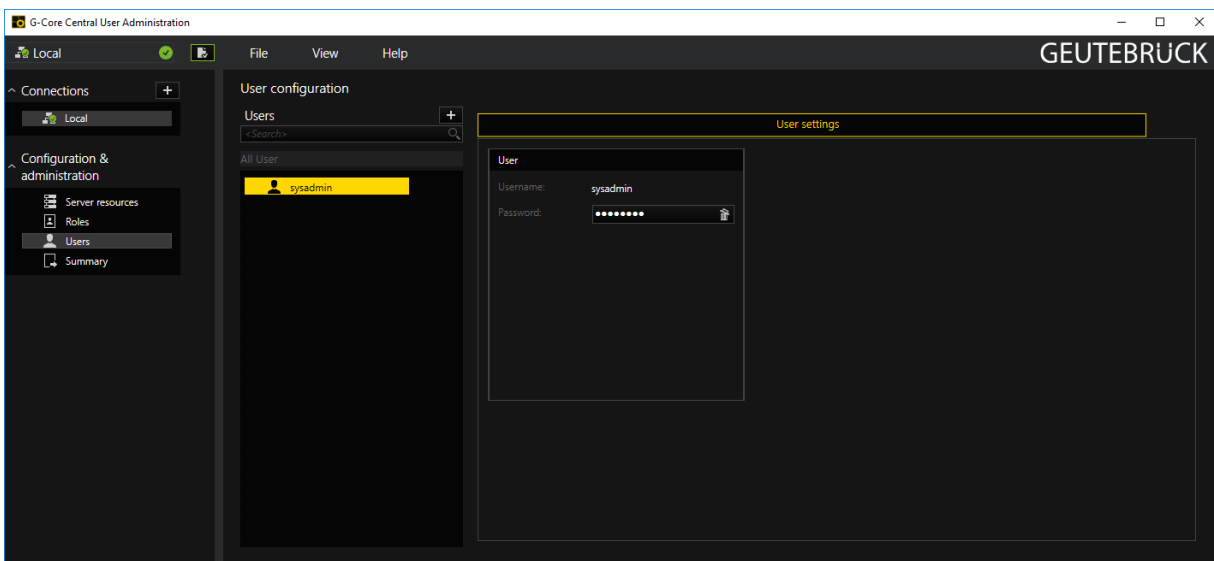 G-Core Central User Administration
Local
File View Help
GEUTEBRÜCK
Connections
Local
Configuration &
administration
Server resources
Roles
Users
Summary
User configuration
Users
<Search>
All User
sysadmin
User settings
User
Username: sysadmin
Password: ●●●●●●●●